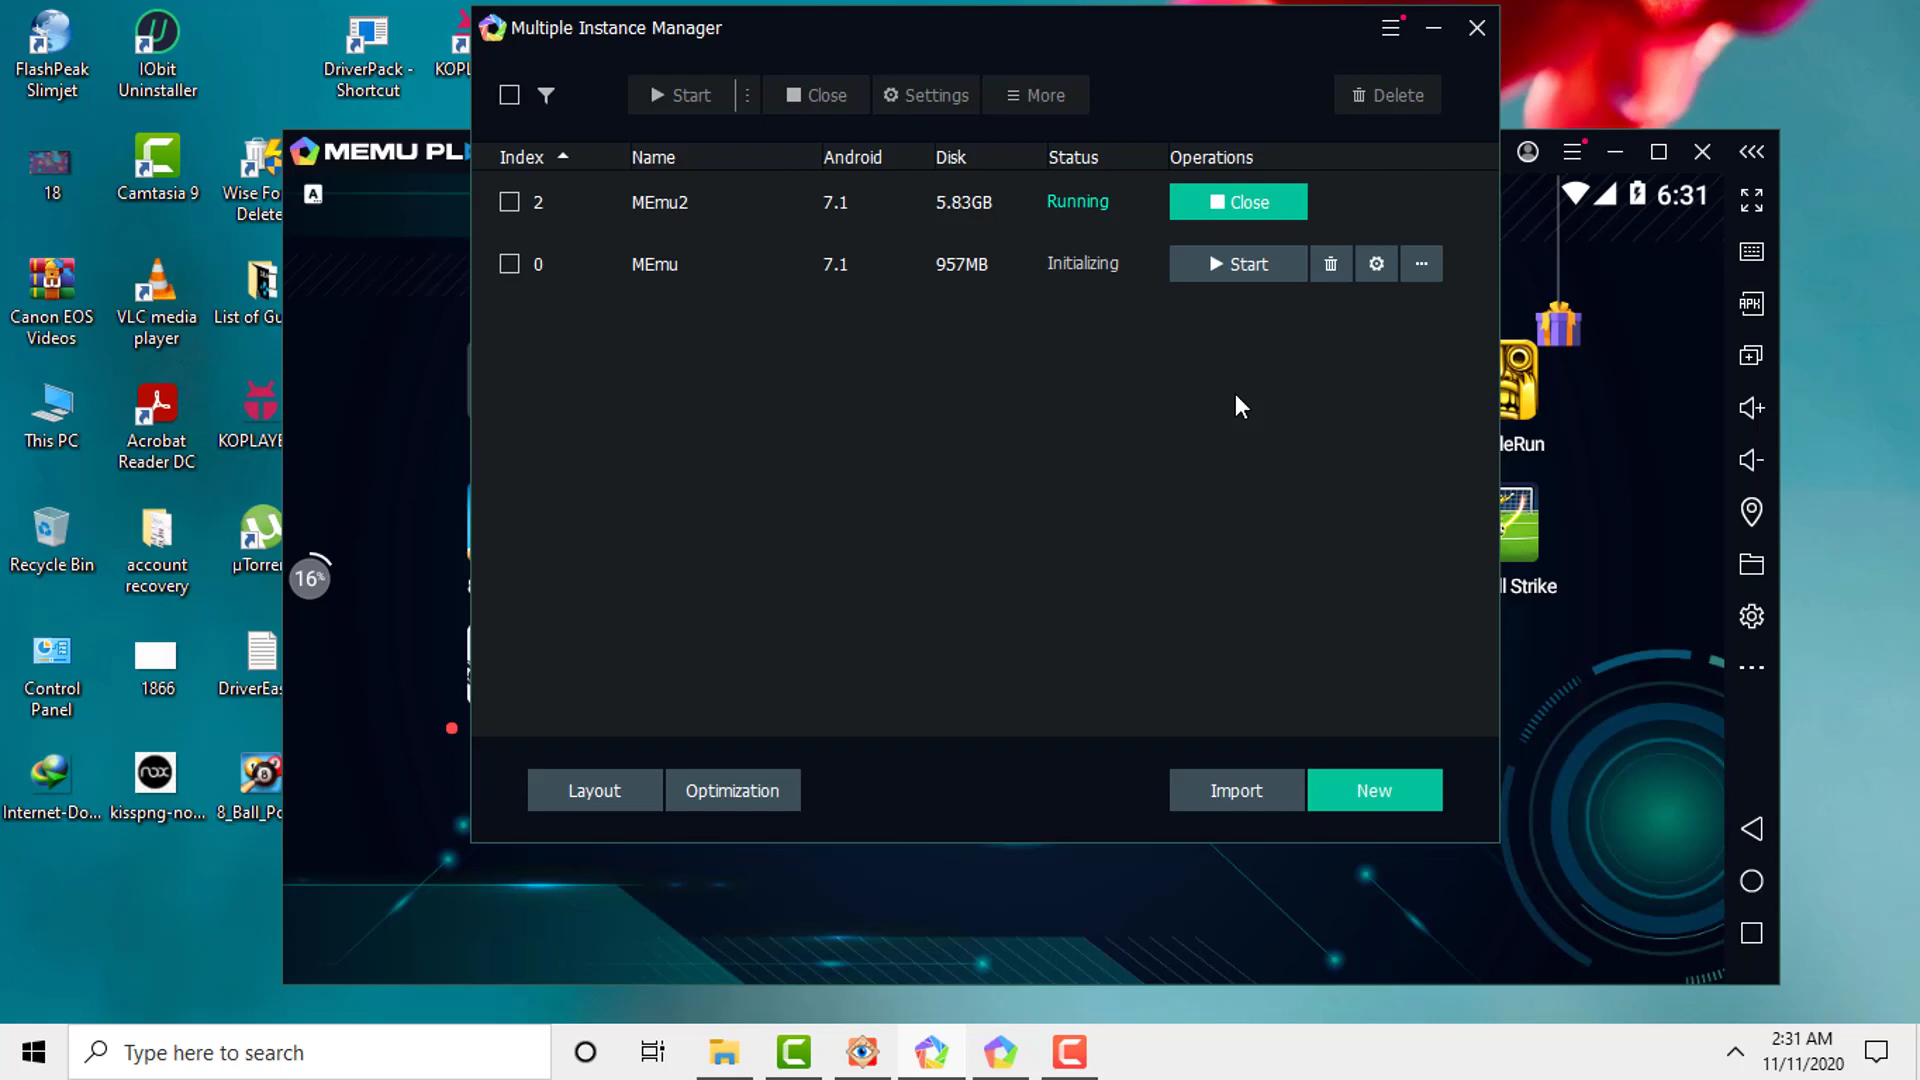 FlashPeak
Slimjet
IObit
Uninstaller
DriverPack -
Shortcut
18
Camtasia 9
Canon EOS
Videos
VLC media
player
This PC
Acrobat
Reader DC
Recycle Bin
account
recovery
Control
Panel
1866
Internet-Do...
nox
kisspng-no...
Multiple Instance Manager
Start
Close
Settings
More
Delete
Index
Name
Android
Disk
Status
Operations
2
MEmu2
7.1
5.83GB
Running
Close
0
MEmu
7.1
957MB
Initializing
Start
...
Layout
Optimization
Import
New
MEMU PL
A
16%
6:31
APK
leRun
ll Strike
Wise Fo
Delete
List of Gu
KOPL
KOPLAYE
µTorre
DriverEas
8_Ball_Po
Type here to search
2:31 AM
11/11/2020